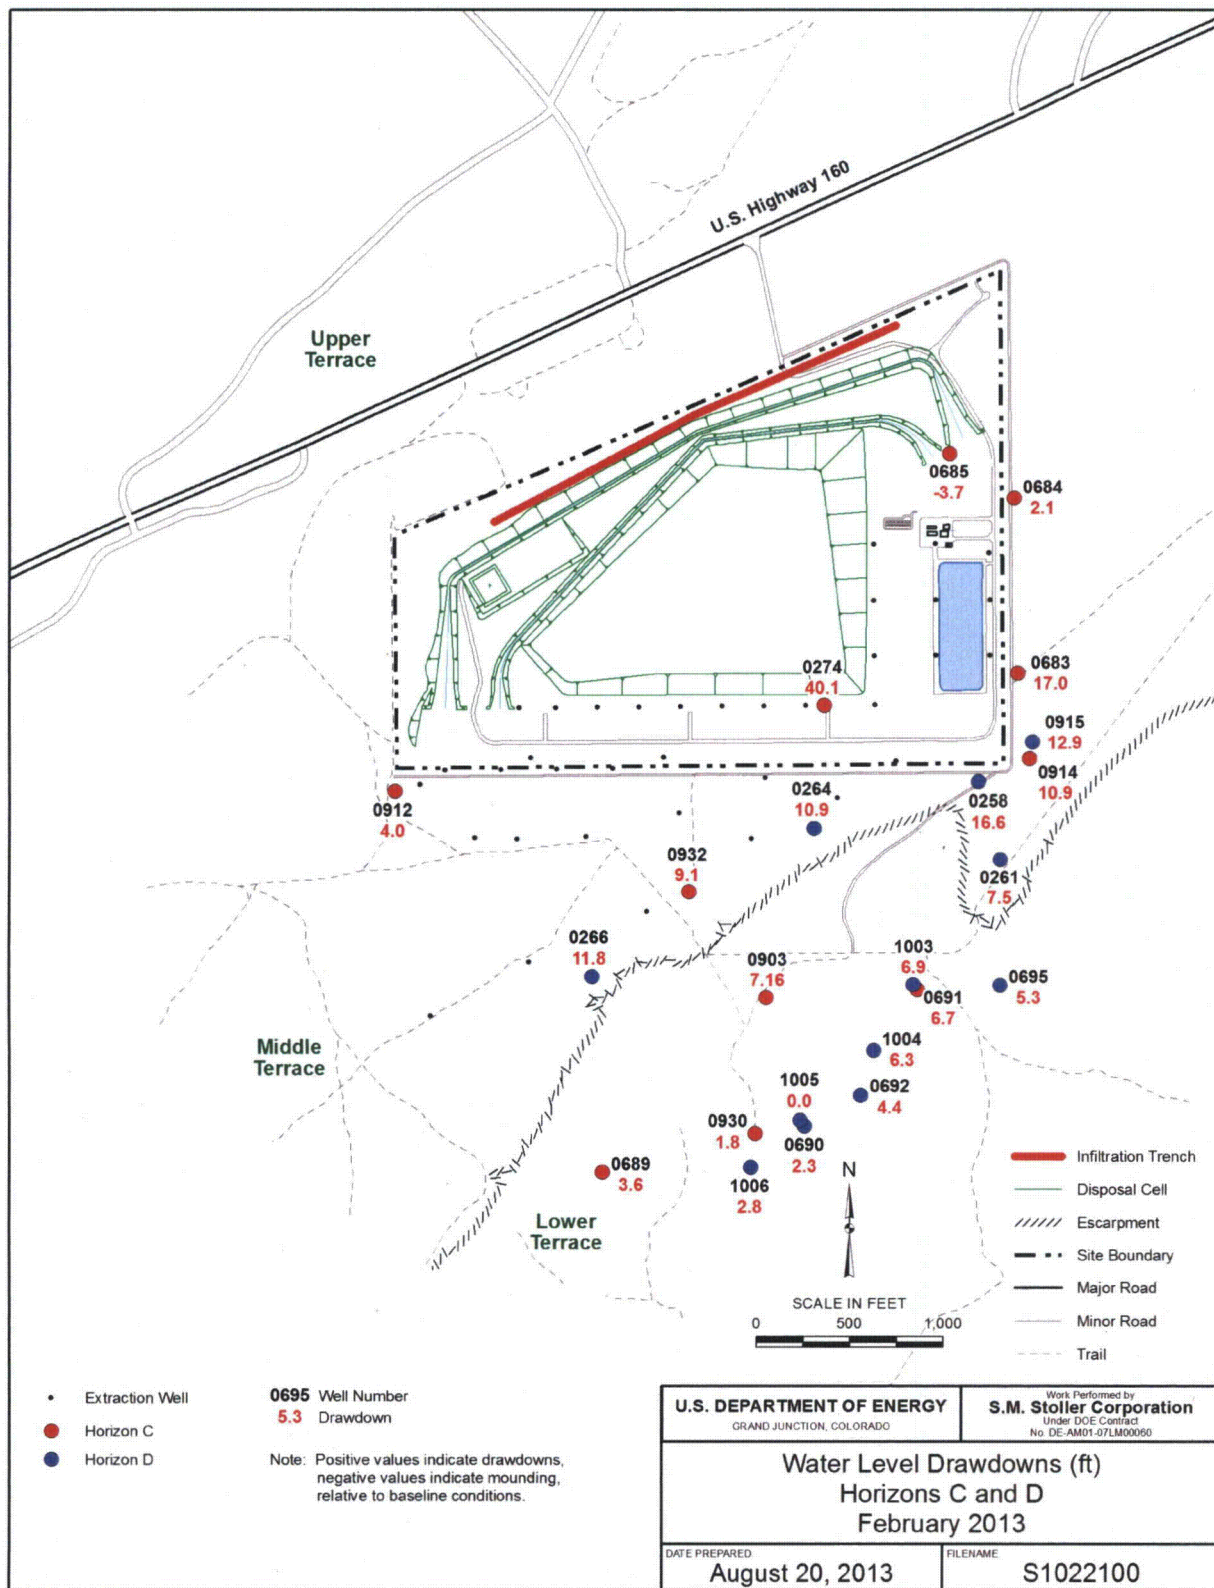 U.S. Highway 160
Upper
Terrace
0685
-3.7
0684
2.1
0274
40.1
0683
17.0
0915
12.9
0914
10.9
0912
4.0
0264
10.9
0258
16.6
0932
9.1
0261
7.5
0266
11.8
0903
7.16
1003
6.9
0691
6.7
0695
5.3
Middle
Terrace
1004
6.3
1005
0.0
0692
4.4
0930
1.8
0690
2.3
0689
3.6
1006
2.8
Lower
Terrace
N
SCALE IN FEET
0 500 1,000
Infiltration Trench
Disposal Cell
Escarpment
Site Boundary
Major Road
Minor Road
Trail
Extraction Well
Horizon C
Horizon D
0695 Well Number
5.3 Drawdown
Note: Positive values indicate drawdowns,
negative values indicate mounding,
relative to baseline conditions.
U.S. DEPARTMENT OF ENERGY
GRAND JUNCTION, COLORADO
Work Performed by
S.M. Stoller Corporation
Under DOE Contract
No. DE-AM01-07LM00060
Water Level Drawdowns (ft)
Horizons C and D
February 2013
DATE PREPARED
August 20, 2013
FILENAME
S1022100